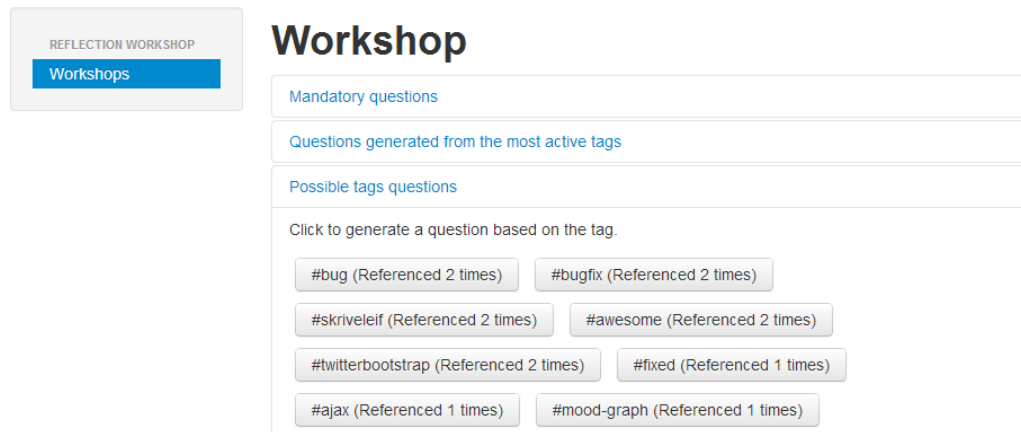 REFLECTION WORKSHOP
Workshops
Workshop
Mandatory questions
Questions generated from the most active tags
Possible tags questions
Click to generate a question based on the tag.
#bug (Referenced 2 times) #bugfix (Referenced 2 times)
#skriveleif (Referenced 2 times) #awesome (Referenced 2 times)
#twitterbootstrap (Referenced 2 times) #fixed (Referenced 1 times)
#ajax (Referenced 1 times) #mood-graph (Referenced 1 times)